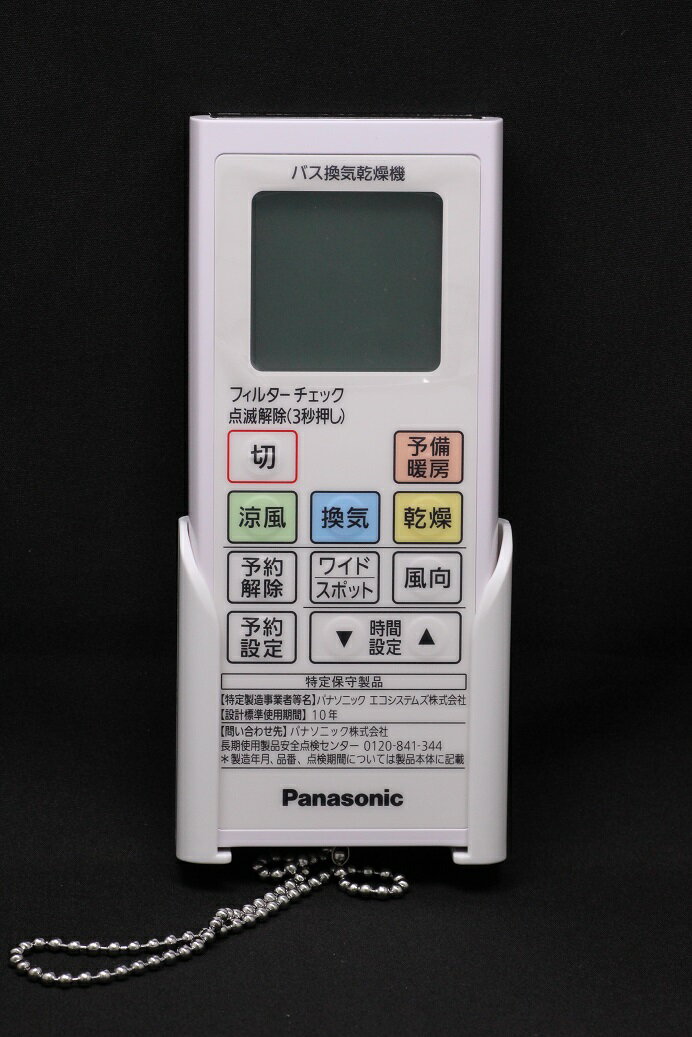 バス換気乾燥機
フィルターチェック
点滅解除(3秒押し)
切
予備
暖房
涼風
換気
乾燥
予約
解除
ワイド
スポット
風向
予約
設定
▼
時間
設定
▲
特定保守製品
【特定製造事業者等名】パナソニック エコシステムズ株式会社
【設計標準使用期間】10年
【問い合わせ先】パナソニック株式会社
長期使用製品安全点検センター 0120-841-344
*製造年月、品番、点検期間については製品本体に記載
Panasonic